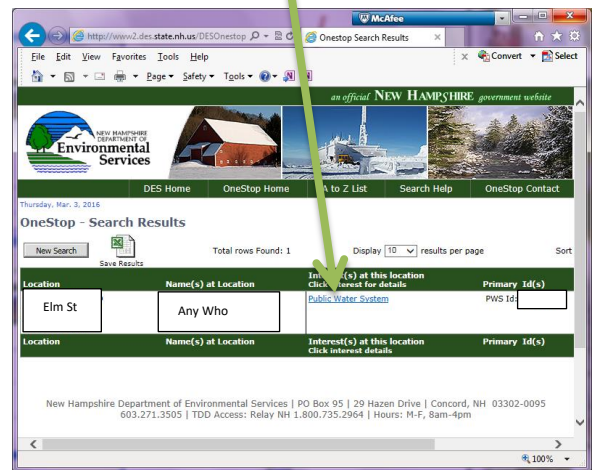 McAfee
http://www2.des.state.nh.us/DESOnestop
Onestop Search Results
File Edit View Favorites Tools Help
Convert Select
Page Safety Tools
an official NEW HAMPSHIRE government website
NEW HAMPSHIRE
DEPARTMENT OF
Environmental
Services
DES Home OneStop Home A to Z List Search Help OneStop Contact
Thursday, Mar. 3, 2016
OneStop - Search Results
New Search Total rows Found: 1 Display 10 results per page Sort
Save Results
Location Name(s) at Location Interest(s) at this location Primary Id(s)
Click interest for details
Elm St Any Who Public Water System PWS Id:
Location Name(s) at Location Interest(s) at this location Primary Id(s)
Click interest details
New Hampshire Department of Environmental Services | PO Box 95 | 29 Hazen Drive | Concord, NH 03302-0095
603.271.3505 | TDD Access: Relay NH 1.800.735.2964 | Hours: M-F, 8am-4pm
100%